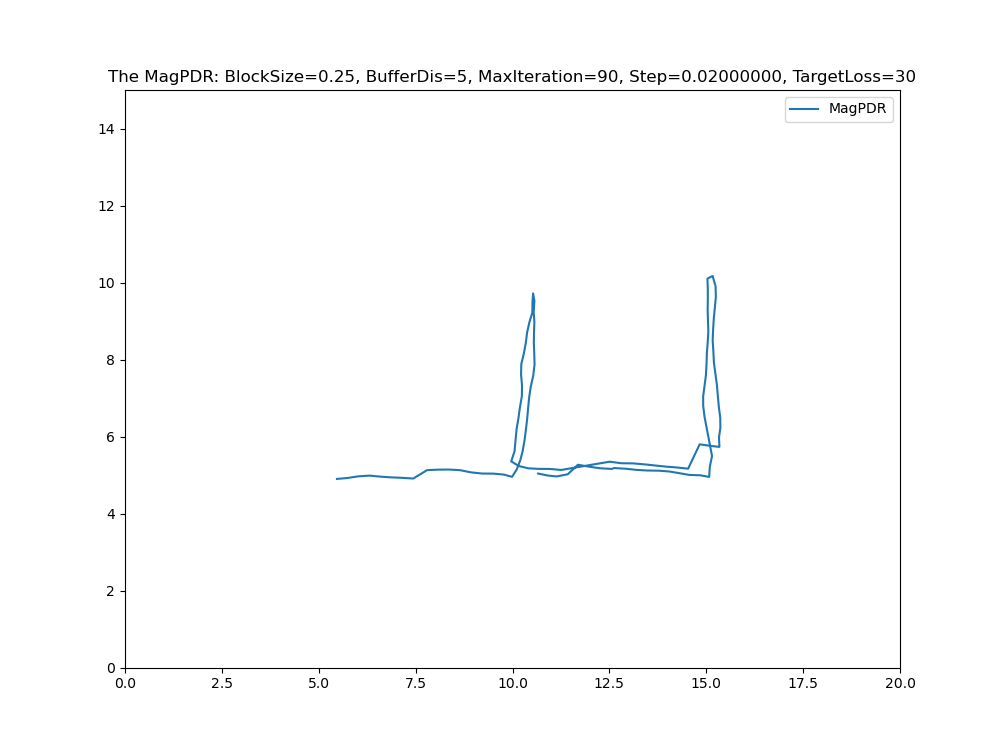 The MagPDR: BlockSize=0.25, BufferDis=5, MaxIteration=90, Step=0.02000000, TargetLoss=30
MagPDR
14
12
10
8
6
4
2
0
0.0 2.5 5.0 7.5 10.0 12.5 15.0 17.5 20.0